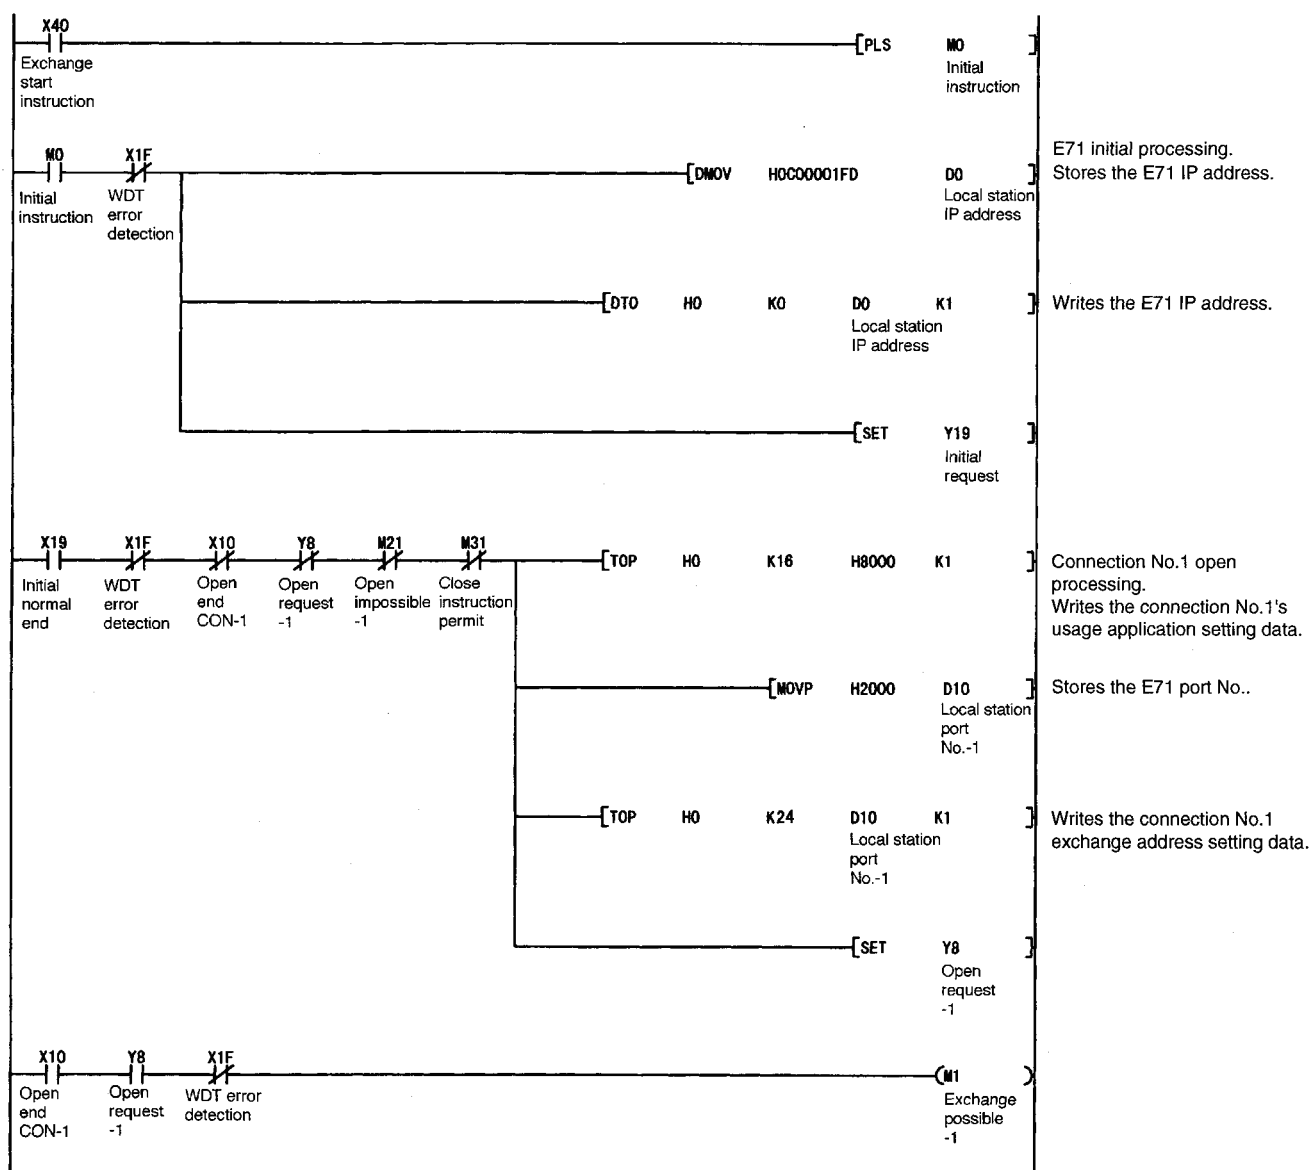 X40
[PLS M0 ]
Exchange
start
instruction
Initial
instruction
M0 X1F
E71 initial processing.
[DMOV H0C00001FD D0 ]
Stores the E71 IP address.
Initial
instruction
WDT
error
detection
Local station
IP address
[DTO H0 K0 D0 K1 ]
Writes the E71 IP address.
Local station
IP address
[SET Y19 ]
Initial
request
X19 X1F X10 Y8 M21 M31
[TOP H0 K16 H8000 K1 ]
Connection No.1 open
processing.
Writes the connection No.1's
usage application setting data.
Initial
normal
end
WDT
error
detection
Open
end
CON-1
Open
request
-1
Open
impossible
-1
Close
instruction
permit
[MOVP H2000 D10 ]
Stores the E71 port No..
Local station
port
No.-1
[TOP H0 K24 D10 K1 ]
Writes the connection No.1
exchange address setting data.
Local station
port
No.-1
[SET Y8 ]
Open
request
-1
X10 Y8 X1F
(M1 )
Open
end
CON-1
Open
request
-1
WDT error
detection
Exchange
possible
-1